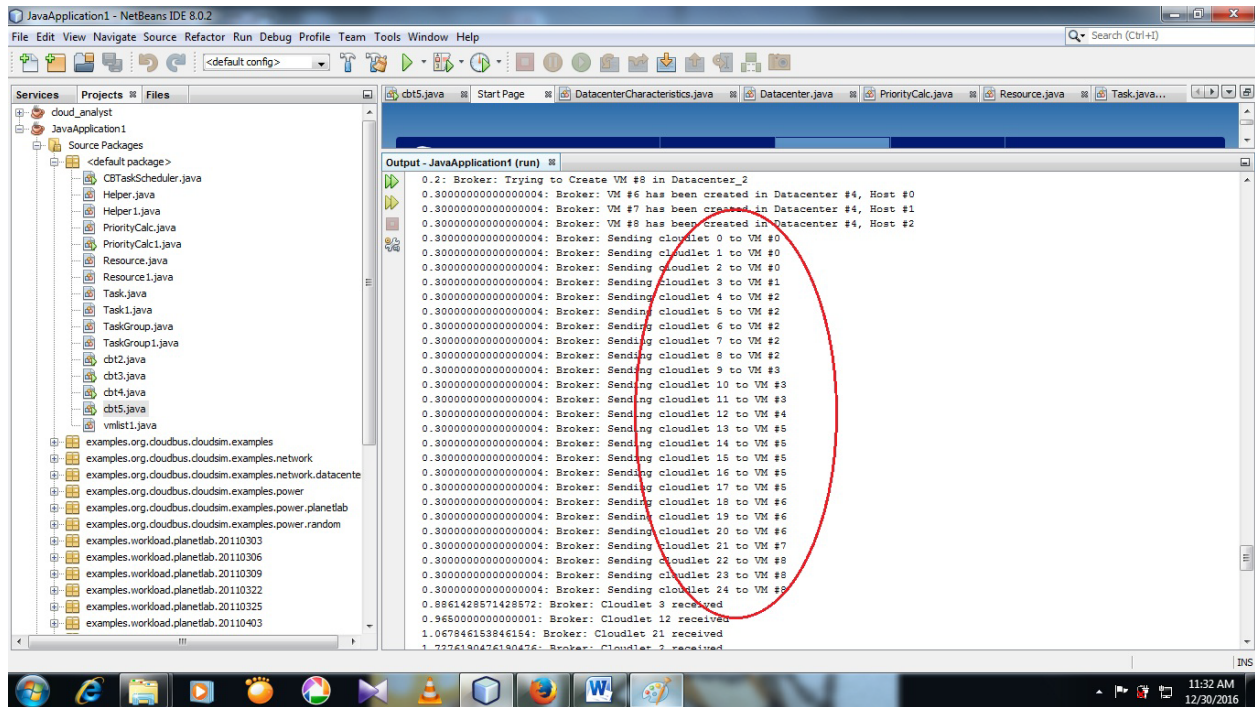 JavaApplication1 - NetBeans IDE 8.0.2
File Edit View Navigate Source Refactor Run Debug Profile Team Tools Window Help
Search (Ctrl+I)
<default config>
Services Projects Files
cbt5.java Start Page DatacenterCharacteristics.java Datacenter.java PriorityCalc.java Resource.java Task.java...
cloud_analyst
JavaApplication1
Source Packages
<default package>
CBTaskScheduler.java
Helper.java
Helper1.java
PriorityCalc.java
PriorityCalc1.java
Resource.java
Resource1.java
Task.java
Task1.java
TaskGroup.java
TaskGroup1.java
cbt2.java
cbt3.java
cbt4.java
cbt5.java
vmlist1.java
examples.org.cloudbus.cloudsim.examples
examples.org.cloudbus.cloudsim.examples.network
examples.org.cloudbus.cloudsim.examples.network.datacente
examples.org.cloudbus.cloudsim.examples.power
examples.org.cloudbus.cloudsim.examples.power.planetlab
examples.org.cloudbus.cloudsim.examples.power.random
examples.workload.planetlab.20110303
examples.workload.planetlab.20110306
examples.workload.planetlab.20110309
examples.workload.planetlab.20110322
examples.workload.planetlab.20110325
examples.workload.planetlab.20110403
Output - JavaApplication1 (run)
0.2: Broker: Trying to Create VM #8 in Datacenter_2
0.30000000000000004: Broker: VM #6 has been created in Datacenter #4, Host #0
0.30000000000000004: Broker: VM #7 has been created in Datacenter #4, Host #1
0.30000000000000004: Broker: VM #8 has been created in Datacenter #4, Host #2
0.30000000000000004: Broker: Sending cloudlet 0 to VM #0
0.30000000000000004: Broker: Sending cloudlet 1 to VM #0
0.30000000000000004: Broker: Sending cloudlet 2 to VM #0
0.30000000000000004: Broker: Sending cloudlet 3 to VM #1
0.30000000000000004: Broker: Sending cloudlet 4 to VM #2
0.30000000000000004: Broker: Sending cloudlet 5 to VM #2
0.30000000000000004: Broker: Sending cloudlet 6 to VM #2
0.30000000000000004: Broker: Sending cloudlet 7 to VM #2
0.30000000000000004: Broker: Sending cloudlet 8 to VM #2
0.30000000000000004: Broker: Sending cloudlet 9 to VM #3
0.30000000000000004: Broker: Sending cloudlet 10 to VM #3
0.30000000000000004: Broker: Sending cloudlet 11 to VM #3
0.30000000000000004: Broker: Sending cloudlet 12 to VM #4
0.30000000000000004: Broker: Sending cloudlet 13 to VM #5
0.30000000000000004: Broker: Sending cloudlet 14 to VM #5
0.30000000000000004: Broker: Sending cloudlet 15 to VM #5
0.30000000000000004: Broker: Sending cloudlet 16 to VM #5
0.30000000000000004: Broker: Sending cloudlet 17 to VM #5
0.30000000000000004: Broker: Sending cloudlet 18 to VM #6
0.30000000000000004: Broker: Sending cloudlet 19 to VM #6
0.30000000000000004: Broker: Sending cloudlet 20 to VM #6
0.30000000000000004: Broker: Sending cloudlet 21 to VM #7
0.30000000000000004: Broker: Sending cloudlet 22 to VM #8
0.30000000000000004: Broker: Sending cloudlet 23 to VM #8
0.30000000000000004: Broker: Sending cloudlet 24 to VM #8
0.8861428571428572: Broker: Cloudlet 3 received
0.9650000000000001: Broker: Cloudlet 12 received
1.067846153846154: Broker: Cloudlet 21 received
1.7276190476190476: Broker: Cloudlet 2 received
INS
11:32 AM
12/30/2016